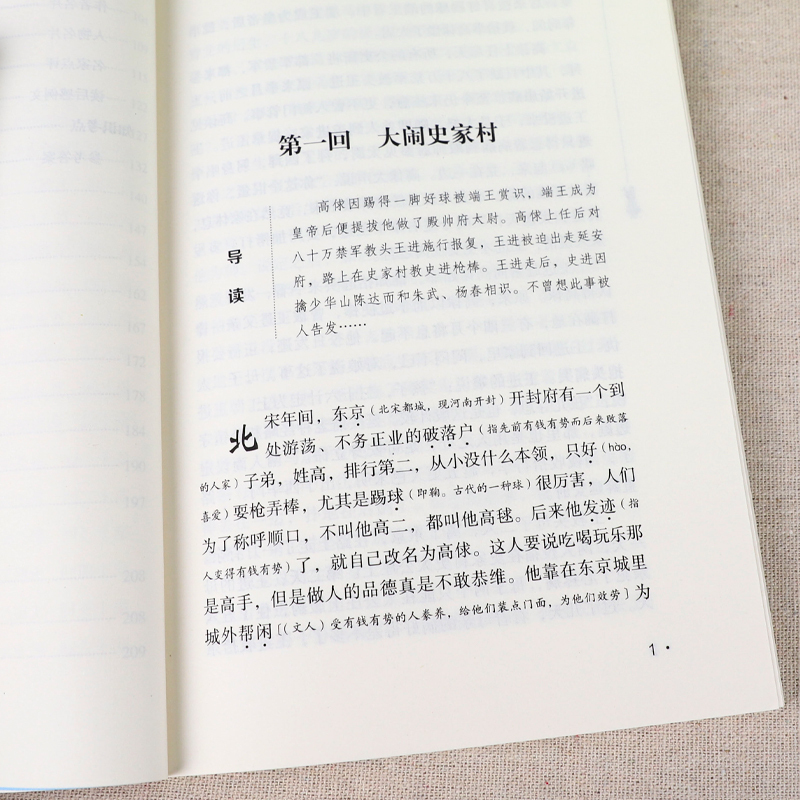 第一回 大闹史家村
导读
高俅因踢得一脚好球被端王赏识，端王成为
皇帝后便提拔他做了殿帅府太尉。高俅上任后对
八十万禁军教头王进施行报复，王进被迫出走延安
府，路上在史家村教史进枪棒。王进走后，史进因
擒少华山陈达而和朱武、杨春相识。不曾想此事被
人告发……
北宋年间，东京（北宋都城，现河南开封）开封府有一个到
处游荡、不务正业的破落户（指先前有钱有势而后来败落
的人家）子弟，姓高，排行第二，从小没什么本领，只好（hào，
喜爱）耍枪弄棒，尤其是踢球（即鞠。古代的一种球）很厉害，人们
为了称呼顺口，不叫他高二，都叫他高毬。后来他发迹（指
人变得有钱有势）了，就自己改名为高俅。这人要说吃喝玩乐那
是高手，但是做人的品德真是不敢恭维。他靠在东京城里
城外帮闲［（文人）受有钱有势的人豢养，给他们装点门面，为他们效劳］为
1
167
177
178
184
190
197
208
208
209